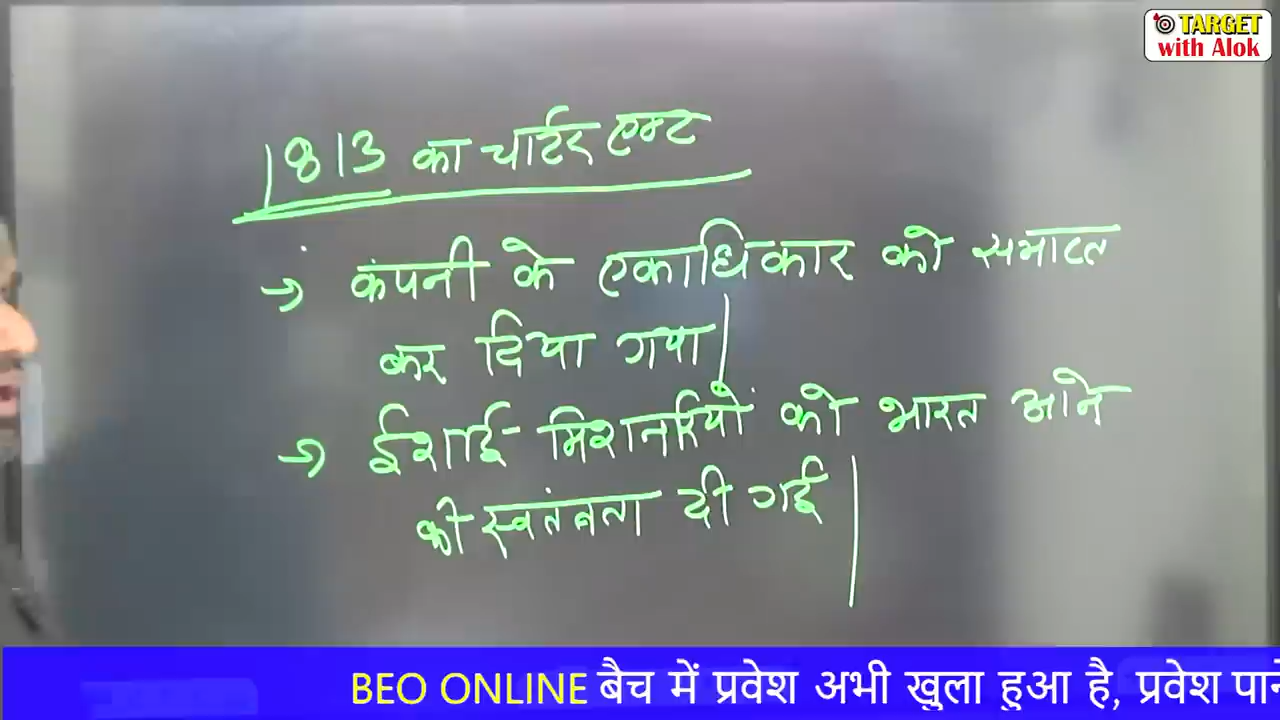 TARGET
with Alok
1813 का चार्टर एक्ट
→ कंपनी के एकाधिकार को समाप्त
कर दिया गया|
→ ईशाई- मिशनरियों को भारत आने
की स्वतंत्रता दी गई|
BEO ONLINE बैच में प्रवेश अभी खुला हुआ है, प्रवेश पाने